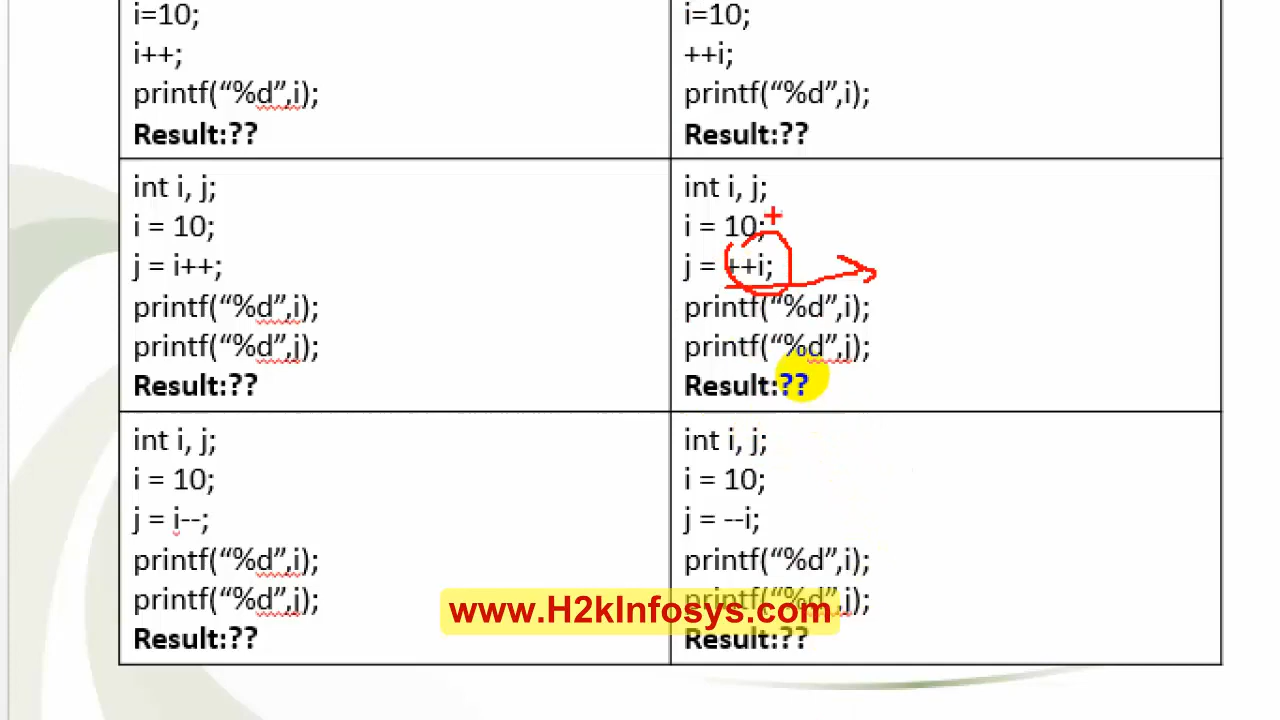 i=10;
i++;
printf(“%d”,i);
Result:??
i=10;
++i;
printf(“%d”,i);
Result:??
int i, j;
i = 10;
j = i++;
printf(“%d”,i);
printf(“%d”,j);
Result:??
int i, j;
i = 10;
+
j = ++i;
printf(“%d”,i);
printf(“%d”,j);
Result:??
int i, j;
i = 10;
j = i--;
printf(“%d”,i);
printf(“%d”,j);
Result:??
int i, j;
i = 10;
j = --i;
printf(“%d”,i);
printf(“%d”,j);
Result:??
www.H2kInfosys.com